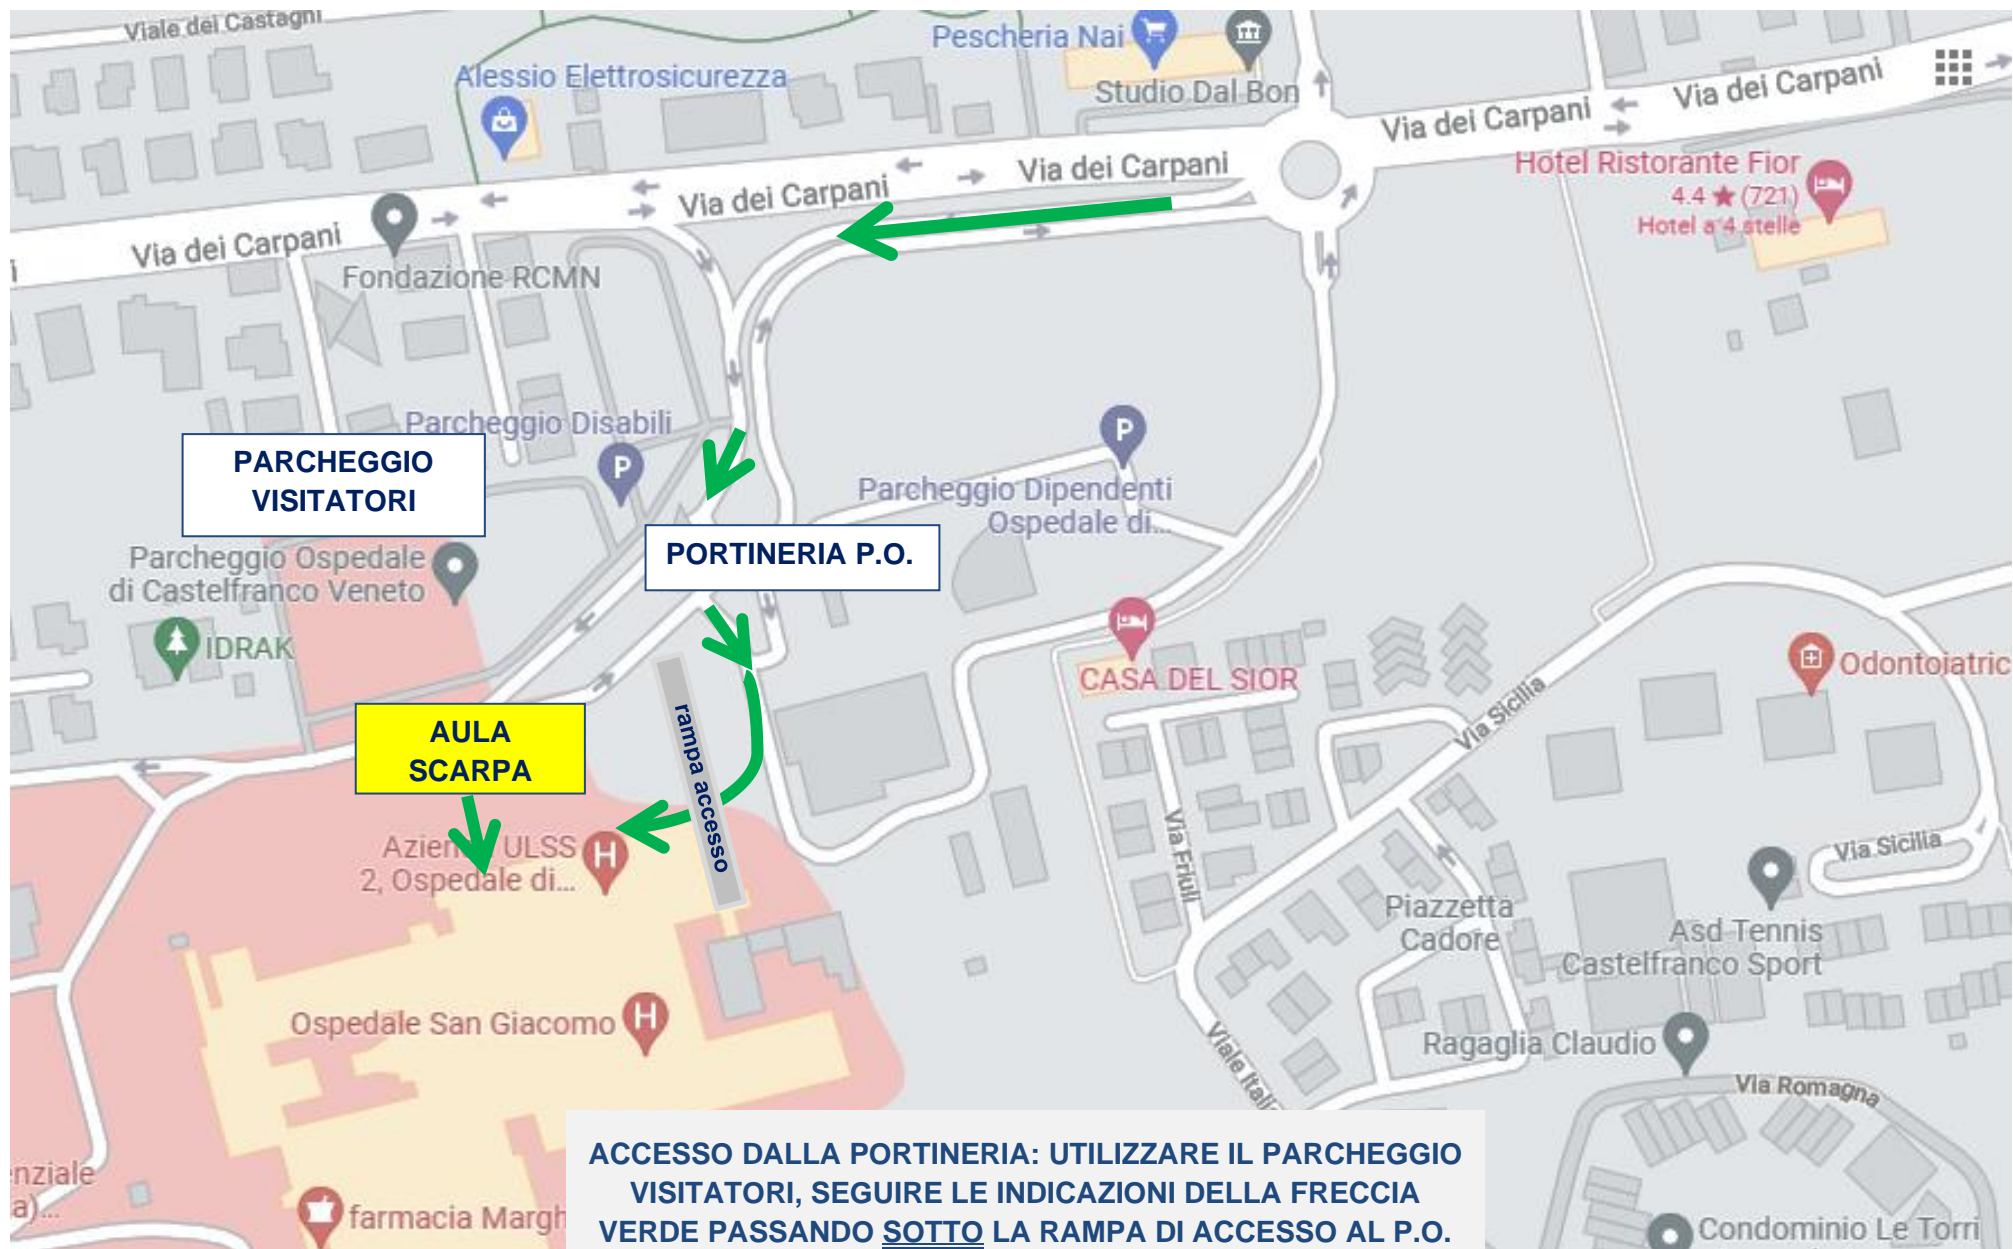 Viale dei Castagni
Pescheria Nai
Alessio Elettrosicurezza
Studio Dal Bon
Via dei Carpani
Via dei Carpani
Hotel Ristorante Fior
4.4 ★ (721)
Hotel a 4 stelle
Via dei Carpani
Via dei Carpani
Via dei Carpani
Fondazione RCMN
Parcheggio Disabili
PARCHEGGIO
VISITATORI
Parcheggio Dipendenti
Ospedale di...
PORTINERIA P.O.
Parcheggio Ospedale
di Castelfranco Veneto
IDRAK
CASA DEL SIOR
Odontoiatric
Via Sicilia
AULA
SCARPA
rampa accesso
Via Friuli
Via Sicilia
2, Ospedale di...
ULSS
Piazzetta
Cadore
Asd Tennis
Castelfranco Sport
Ospedale San Giacomo
Ragaglia Claudio
Viale Itali
Via Romagna
nziale
a)...
farmacia Margh
ACCESSO DALLA PORTINERIA: UTILIZZARE IL PARCHEGGIO
VISITATORI, SEGUIRE LE INDICAZIONI DELLA FRECCIA
VERDE PASSANDO SOTTO LA RAMPA DI ACCESSO AL P.O.
Condominio Le Torri